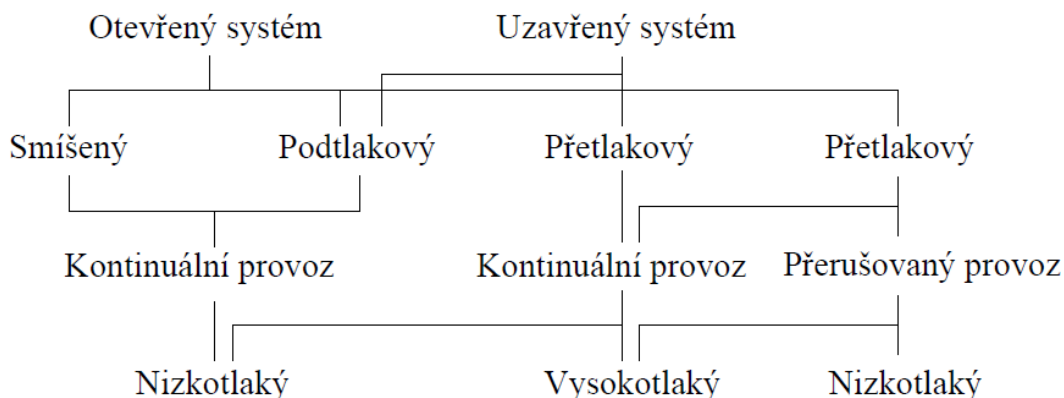 Otevřený systém Uzavřený systém
Smíšený Podtlakový Přetlakový Přetlakový
Kontinuální provoz Kontinuální provoz Přerušovaný provoz
Nizkotlaký Vysokotlaký Nizkotlaký